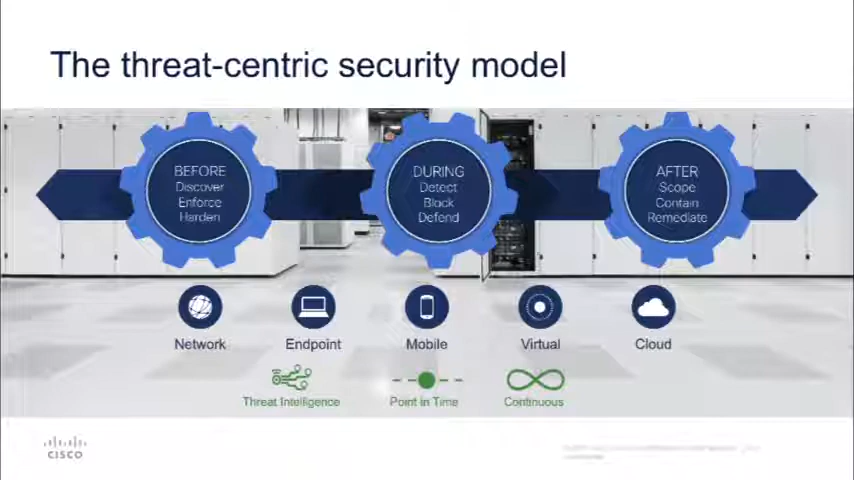 The threat-centric security model
BEFORE
Discover
Enforce
Harden
DURING
Detect
Block
Defend
AFTER
Scope
Contain
Remediate
Network
Endpoint
Mobile
Virtual
Cloud
Threat Intelligence
Point in Time
Continuous
CISCO